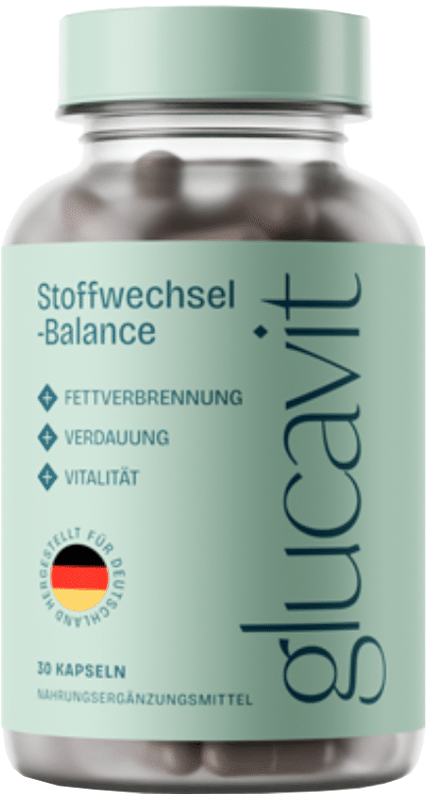 Stoffwechsel
-Balance
FETTVERBRENNUNG
VERDAUUNG
VITALITÄT
HERGESTELLT FÜR DEUTSCHLAND
30 KAPSELN
NAHRUNGSERGÄNZUNGSMITTEL
glucavit